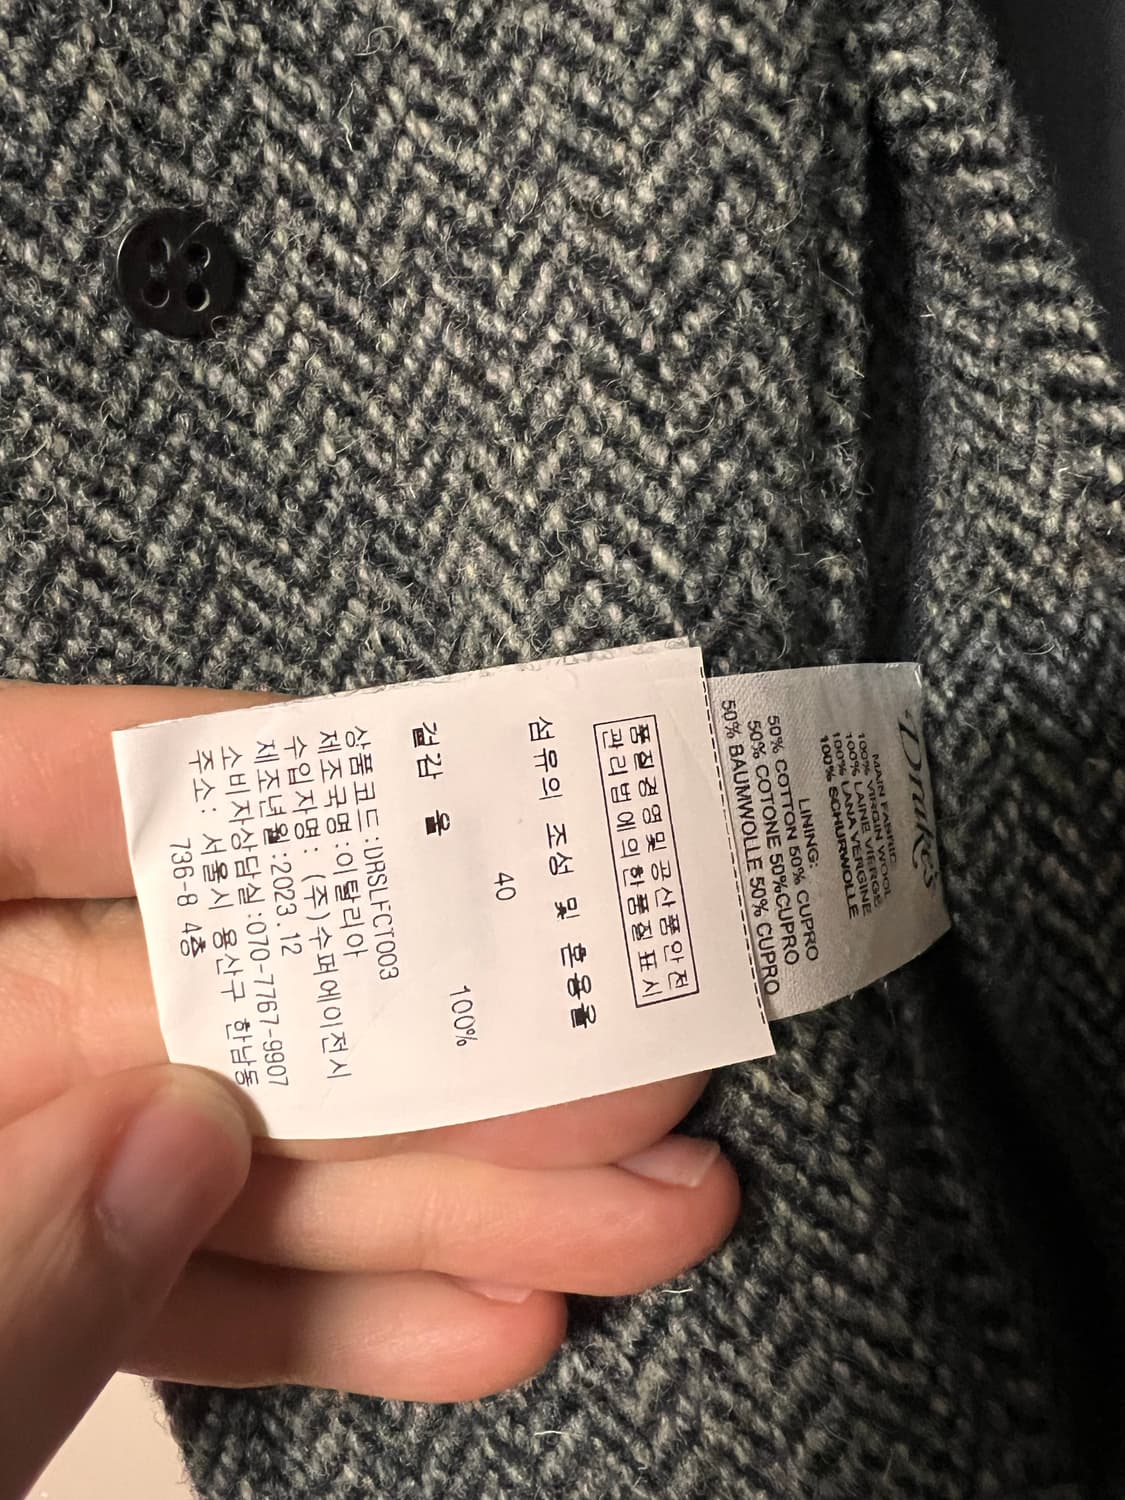 Drake's
MAIN FABRIC
100% VIRGIN WOOL
100% LAINE VIERGE
100% LANA VERGINE
100% SCHURWOLLE
LINING:
50% COTTON 50% CUPRO
50% COTONE 50%CUPRO
50% BAUMWOLLE 50% CUPRO
품질경영및공산품안전
관리법에의한품질표시
섬유의 조성 및 혼용율
40
겉감 울 100%
상품코드:DRSLFCT003
제조국명:이탈리아
수입자명: (주)수퍼에이전시
제조년월:2023.12
소비자상담실:070-7767-9907
주소: 서울시 용산구 한남동
736-8 4층